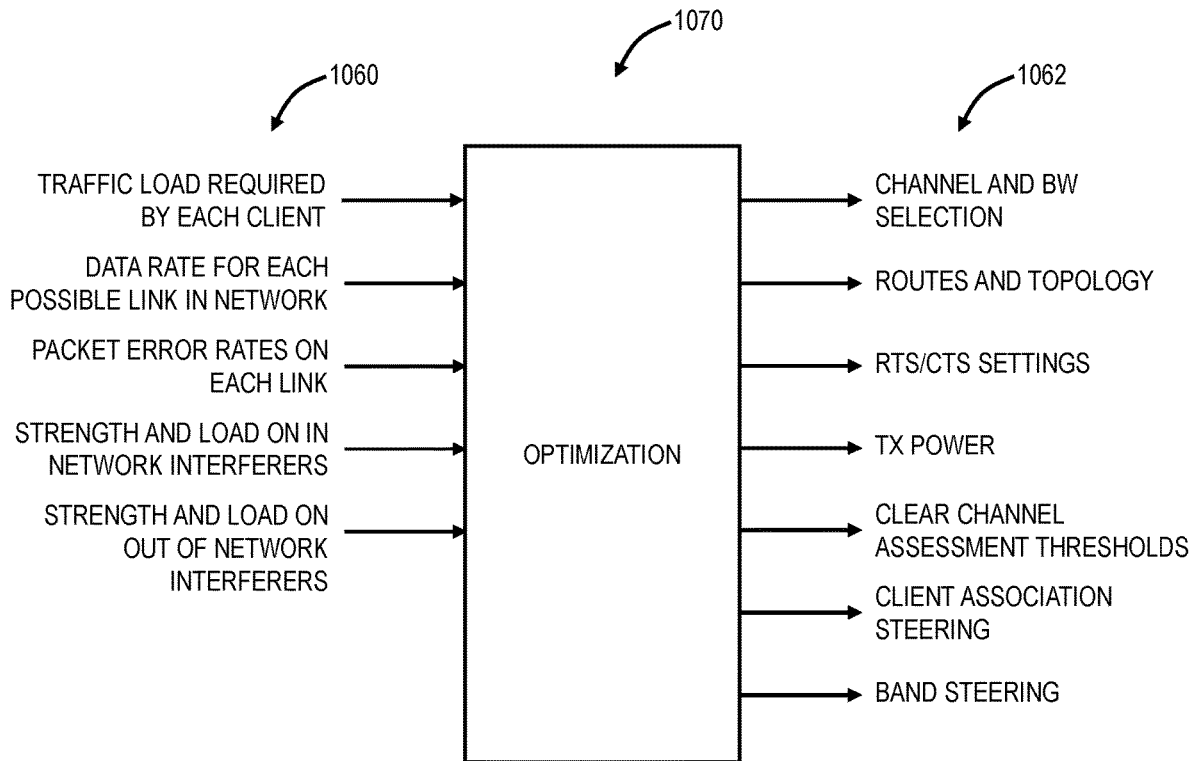 1060
1070
1062
TRAFFIC LOAD REQUIRED
BY EACH CLIENT
DATA RATE FOR EACH
POSSIBLE LINK IN NETWORK
PACKET ERROR RATES ON
EACH LINK
STRENGTH AND LOAD ON IN
NETWORK INTERFERERS
STRENGTH AND LOAD ON
OUT OF NETWORK
INTERFERERS
OPTIMIZATION
CHANNEL AND BW
SELECTION
ROUTES AND TOPOLOGY
RTS/CTS SETTINGS
TX POWER
CLEAR CHANNEL
ASSESSMENT THRESHOLDS
CLIENT ASSOCIATION
STEERING
BAND STEERING